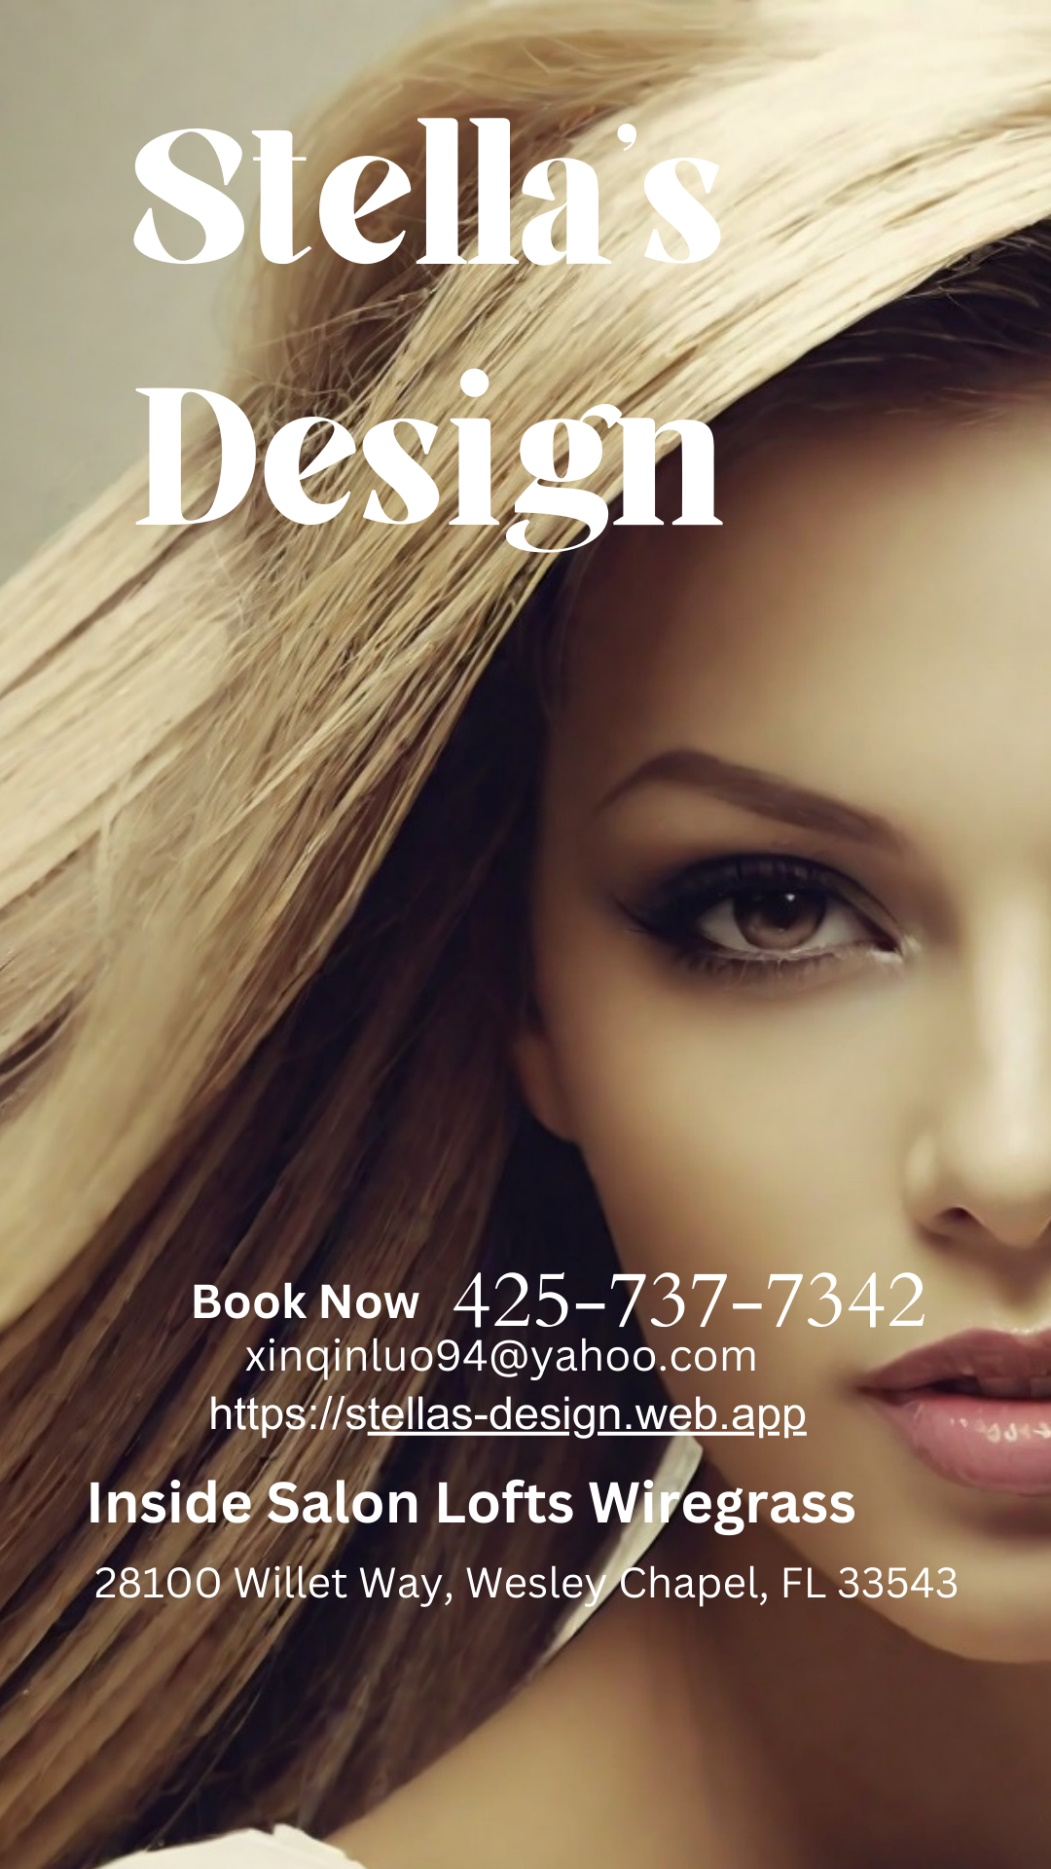 Stella's
Design
Book Now 425-737-7342
xinqinluo94@yahoo.com
https://stellas-design.web.app
Inside Salon Lofts Wiregrass
28100 Willet Way, Wesley Chapel, FL 33543